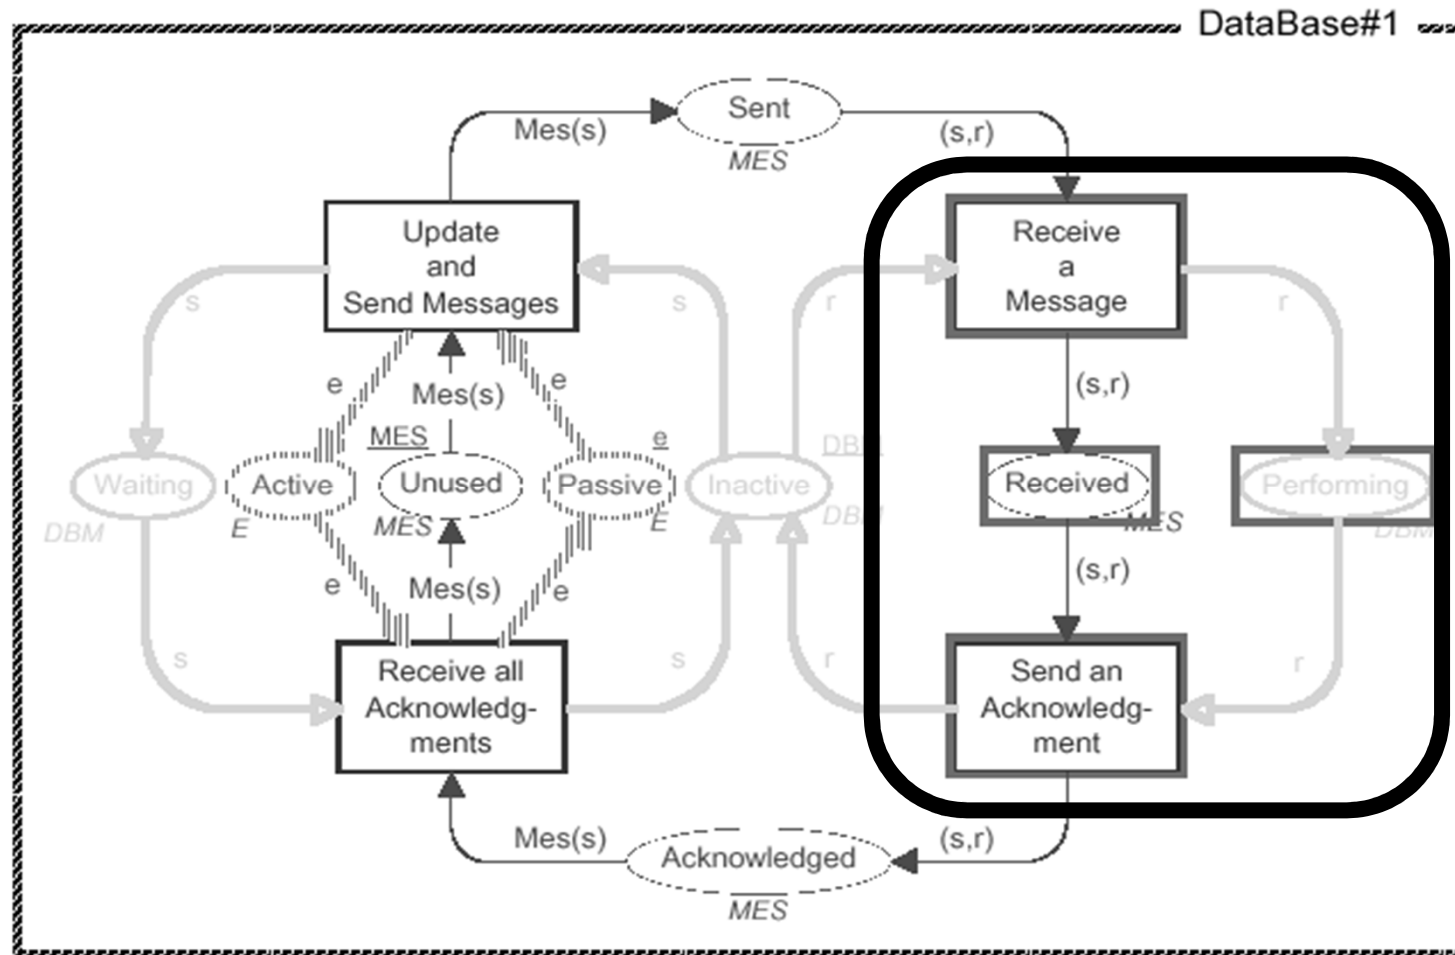 DataBase#1
Sent
Mes(s)
(s,r)
MES
Update
and
Send Messages
Receive
a
Message
s
s
r
r
e
Mes(s)
e
(s,r)
MES
e
DBM
Waiting
Active
Unused
Passive
Inactive
Received
Performing
DBM
E
MES
E
DBM
MES
DBM
e
Mes(s)
e
(s,r)
s
s
r
r
Receive all
Acknowledg-
ments
Send an
Acknowledg-
ment
Mes(s)
Acknowledged
(s,r)
MES